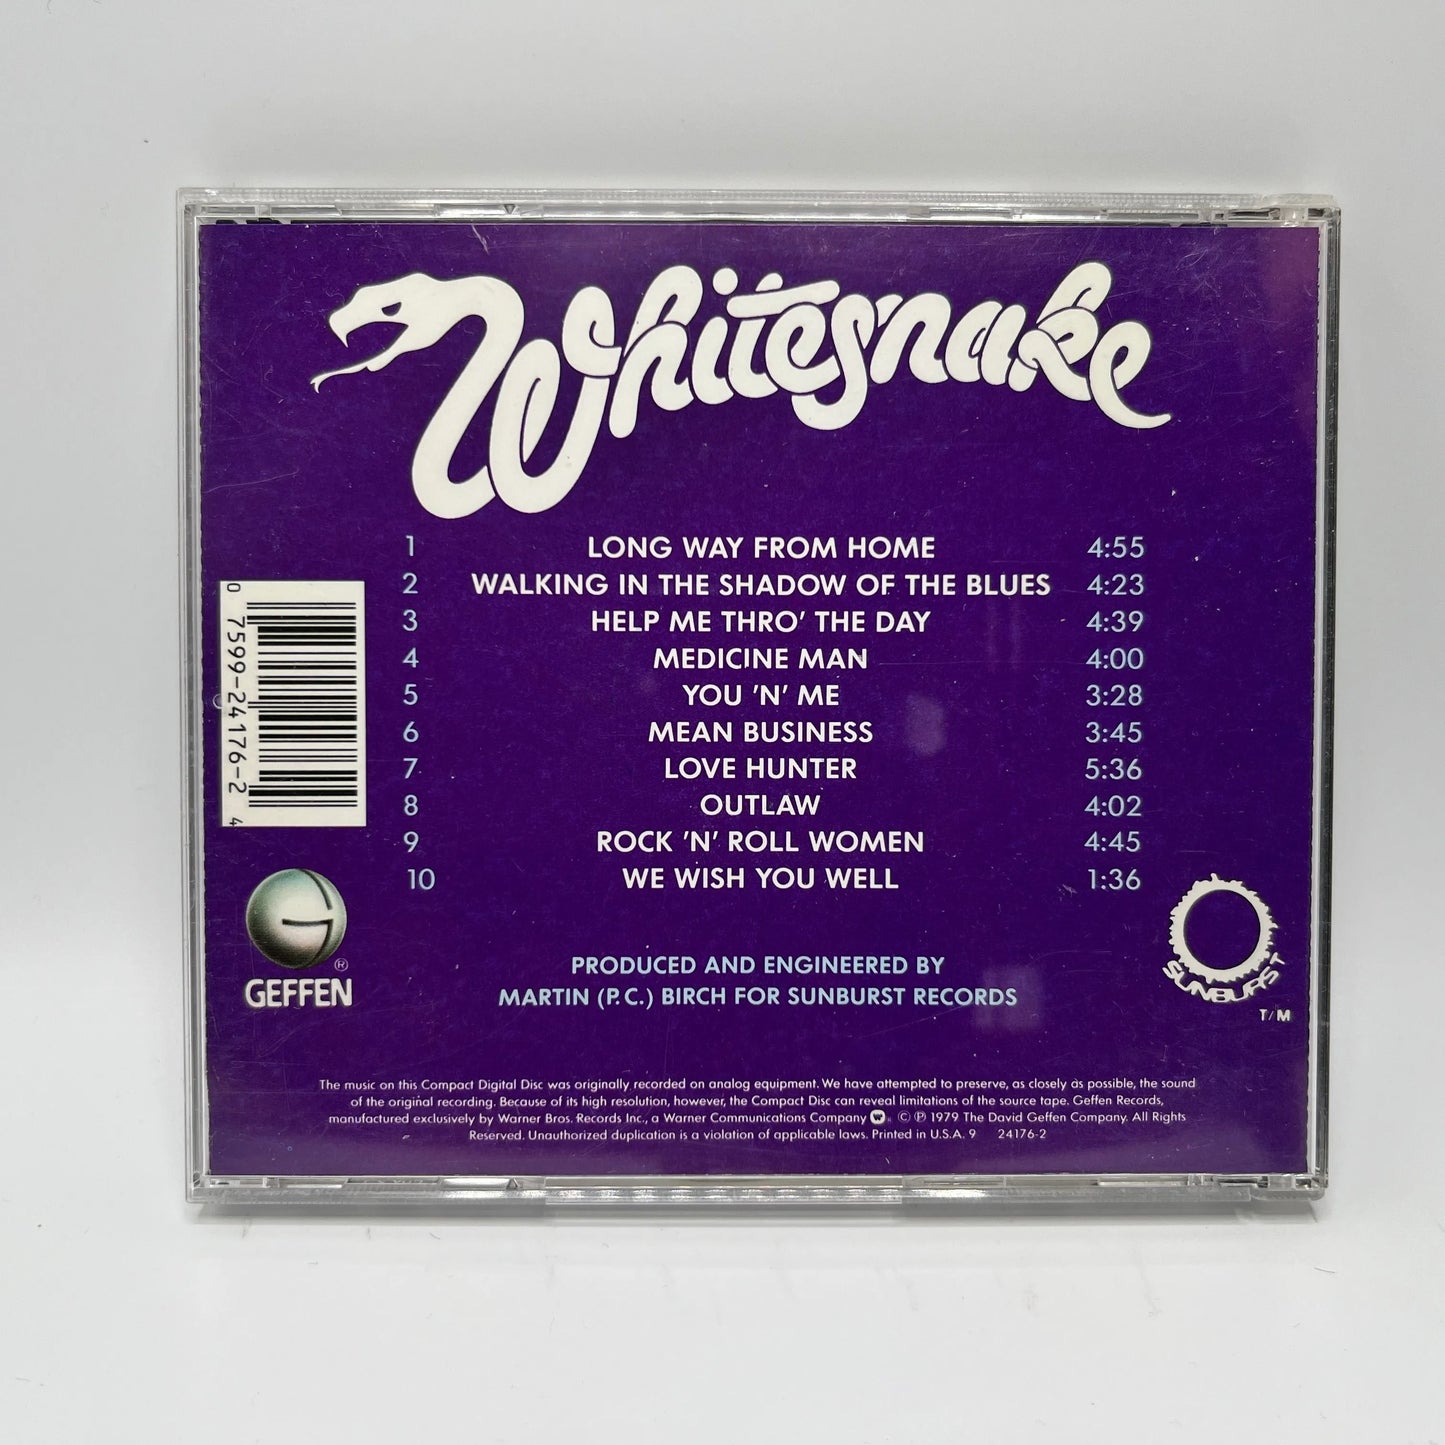 Whitesnake
1 LONG WAY FROM HOME 4:55
2 WALKING IN THE SHADOW OF THE BLUES 4:23
3 HELP ME THRO' THE DAY 4:39
4 MEDICINE MAN 4:00
5 YOU 'N' ME 3:28
6 MEAN BUSINESS 3:45
7 LOVE HUNTER 5:36
8 OUTLAW 4:02
9 ROCK 'N' ROLL WOMEN 4:45
10 WE WISH YOU WELL 1:36
0 7599-24176-2 4
G
®
GEFFEN
SUNBURST
T/M
PRODUCED AND ENGINEERED BY
MARTIN (P.C.) BIRCH FOR SUNBURST RECORDS
The music on this Compact Digital Disc was originally recorded on analog equipment. We have attempted to preserve, as closely as possible, the sound
of the original recording. Because of its high resolution, however, the Compact Disc can reveal limitations of the source tape. Geffen Records,
manufactured exclusively by Warner Bros. Records Inc., a Warner Communications Company ® © ℗ 1979 The David Geffen Company. All Rights
Reserved. Unauthorized duplication is a violation of applicable laws. Printed in U.S.A. 9 24176-2